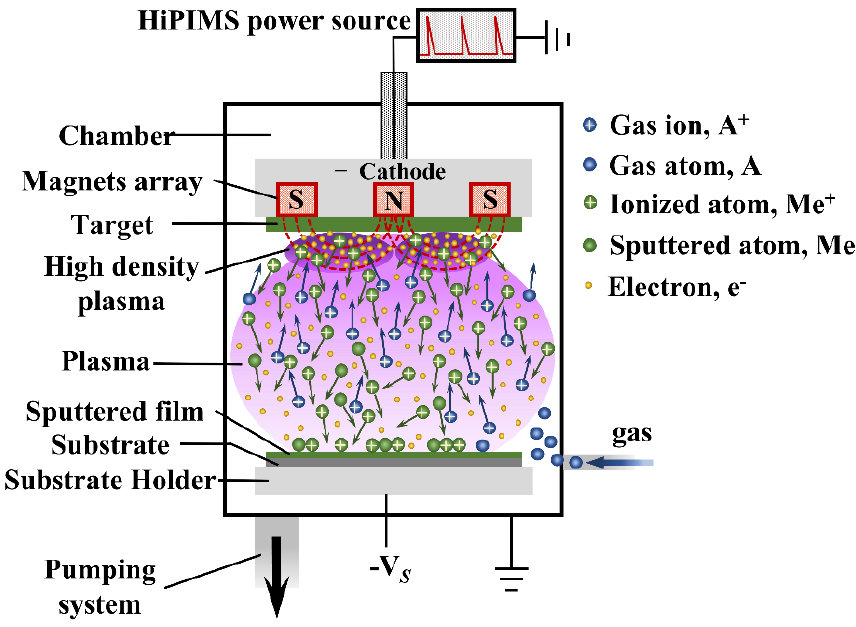 HiPIMS power source
Chamber
Magnets array
Target
High density
plasma
Plasma
Sputtered film
Substrate
Substrate Holder
Pumping
system
− Cathode
S
N
S
-V_S
gas
Gas ion, A⁺
Gas atom, A
Ionized atom, Me⁺
Sputtered atom, Me
Electron, e⁻